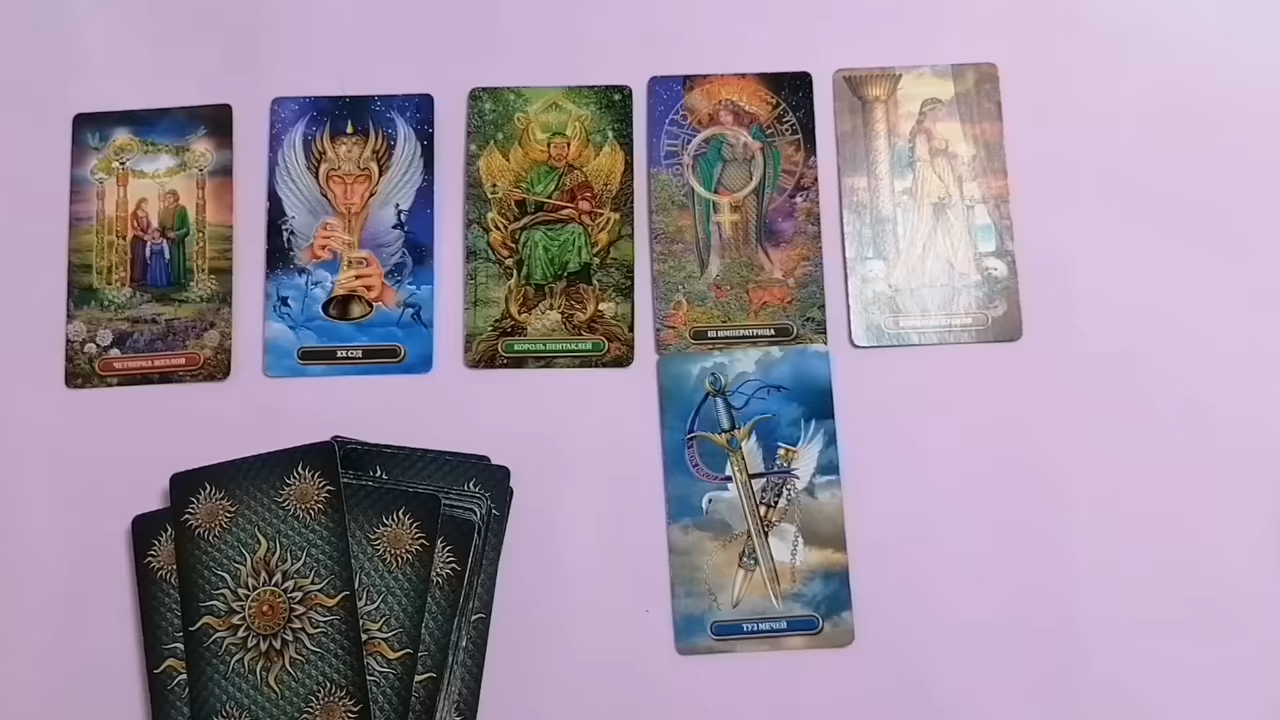 ЧЕТВЕРКА ЖЕЗЛОВ
XX СУД
КОРОЛЬ ПЕНТАКЛЕЙ
III ИМПЕРАТРИЦА
ТУЗ МЕЧЕЙ